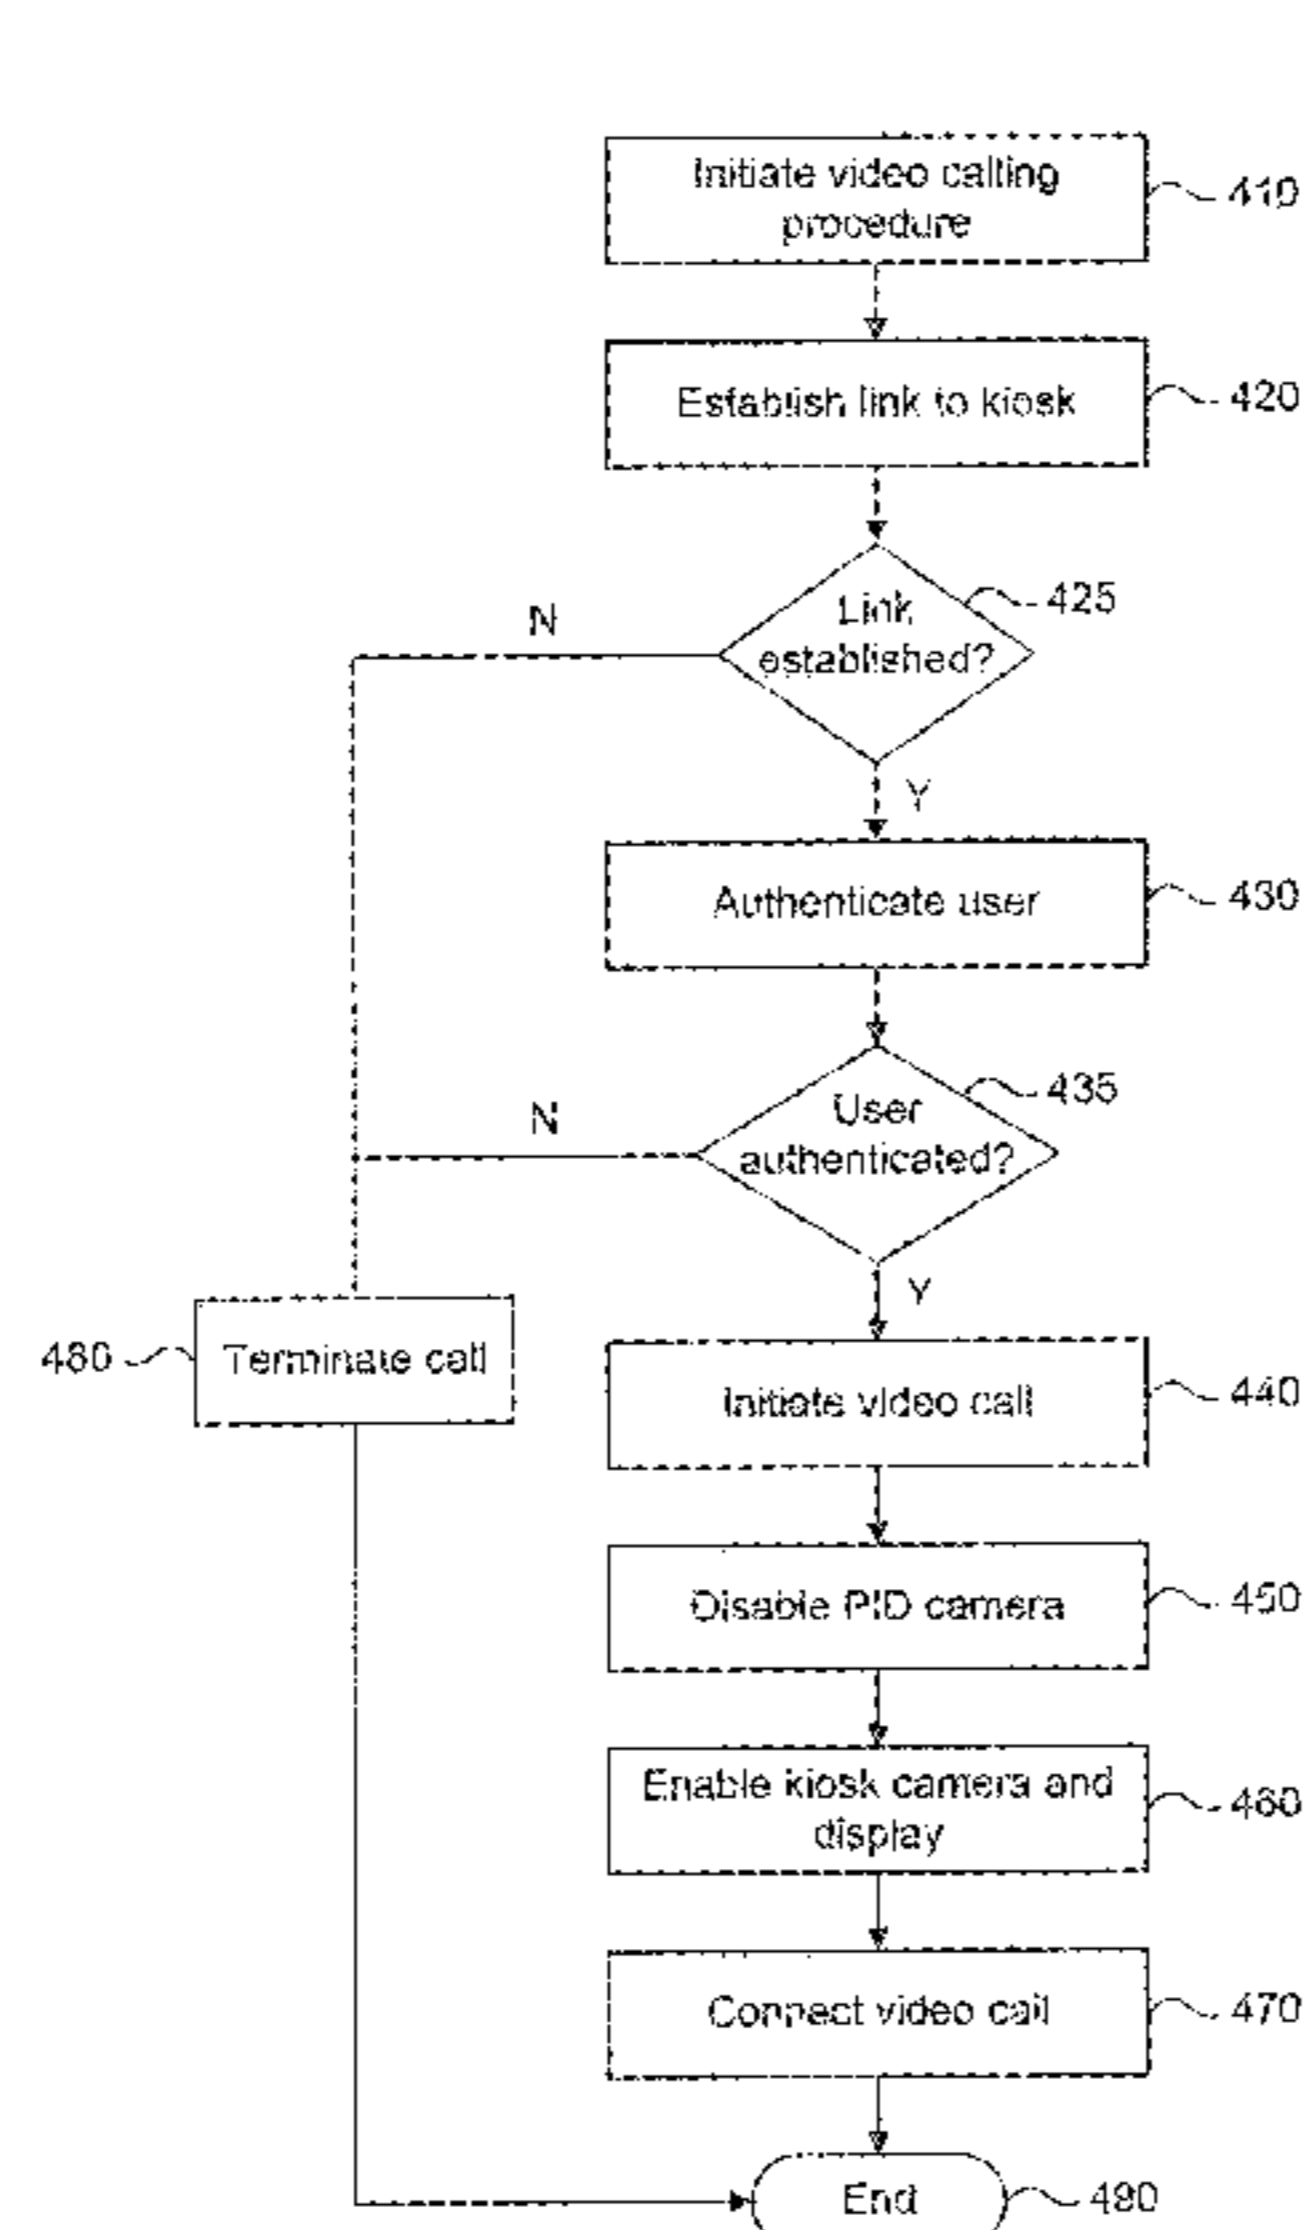 Initiate video calling
procedure
410
Establish link to kiosk
420
Link
established?
425
N
Y
Authenticate user
430
User
authenticated?
435
N
Y
Terminate call
480
Initiate video call
440
Disable PID camera
450
Enable kiosk camera and
display
460
Connect video call
470
End
490